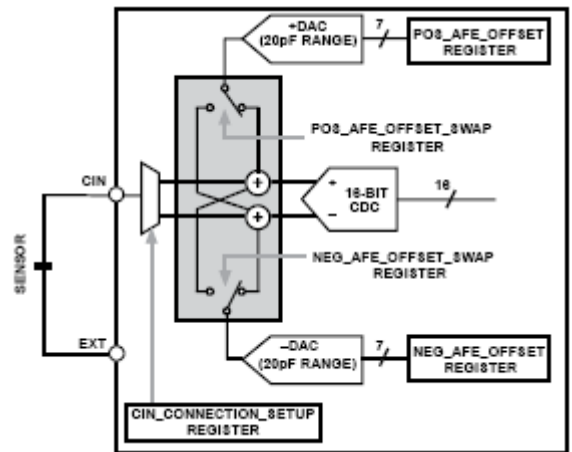 +DAC
(20pF RANGE)
7
POS_AFE_OFFSET
REGISTER
POS_AFE_OFFSET_SWAP
REGISTER
CIN
+
+
+
–
16-BIT
CDC
16
SENSOR
NEG_AFE_OFFSET_SWAP
REGISTER
EXT
–DAC
(20pF RANGE)
7
NEG_AFE_OFFSET
REGISTER
CIN_CONNECTION_SETUP
REGISTER